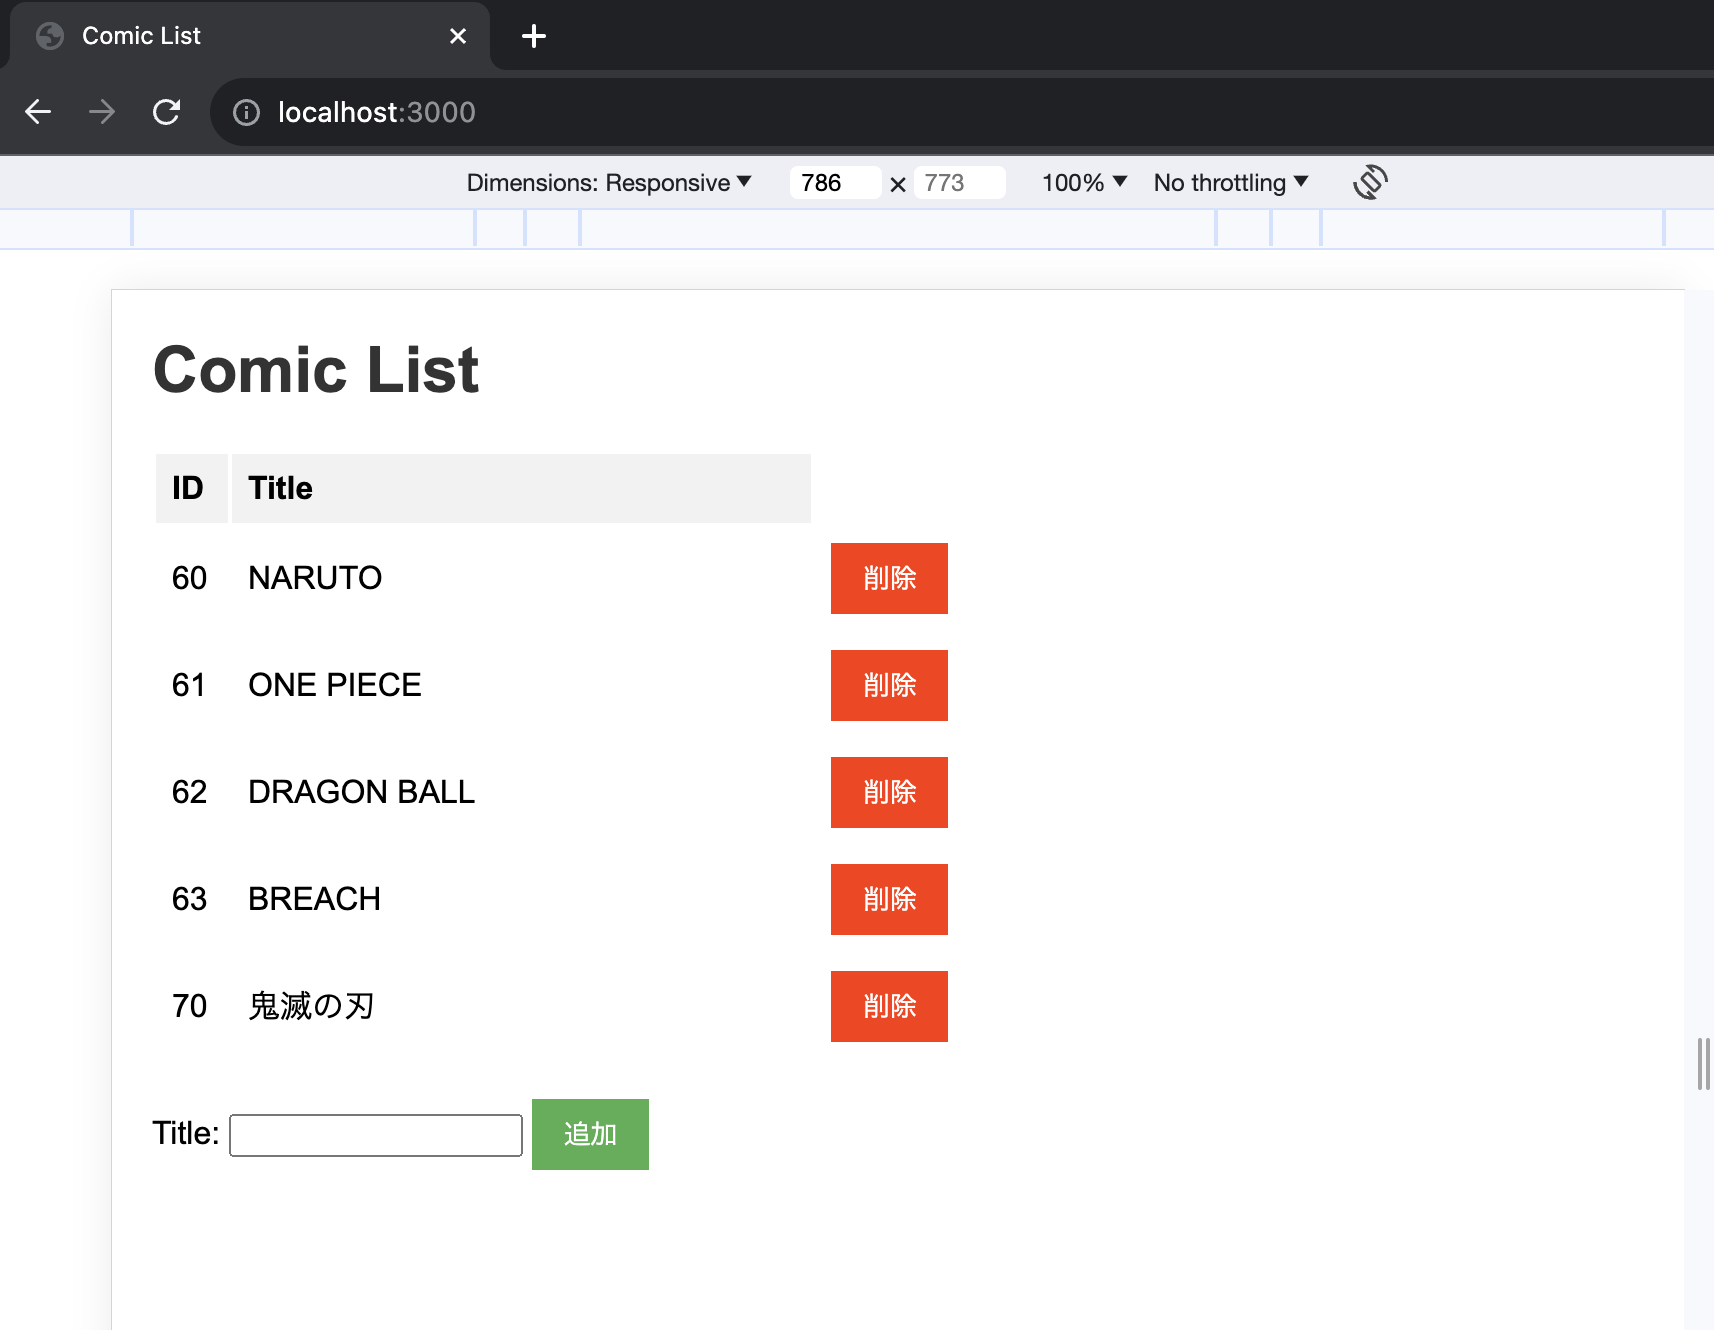 Comic List
localhost:3000
Dimensions: Responsive 786 × 773 100% No throttling
Comic List
ID Title
60 NARUTO 削除
61 ONE PIECE 削除
62 DRAGON BALL 削除
63 BREACH 削除
70 鬼滅の刃 削除
Title: 追加